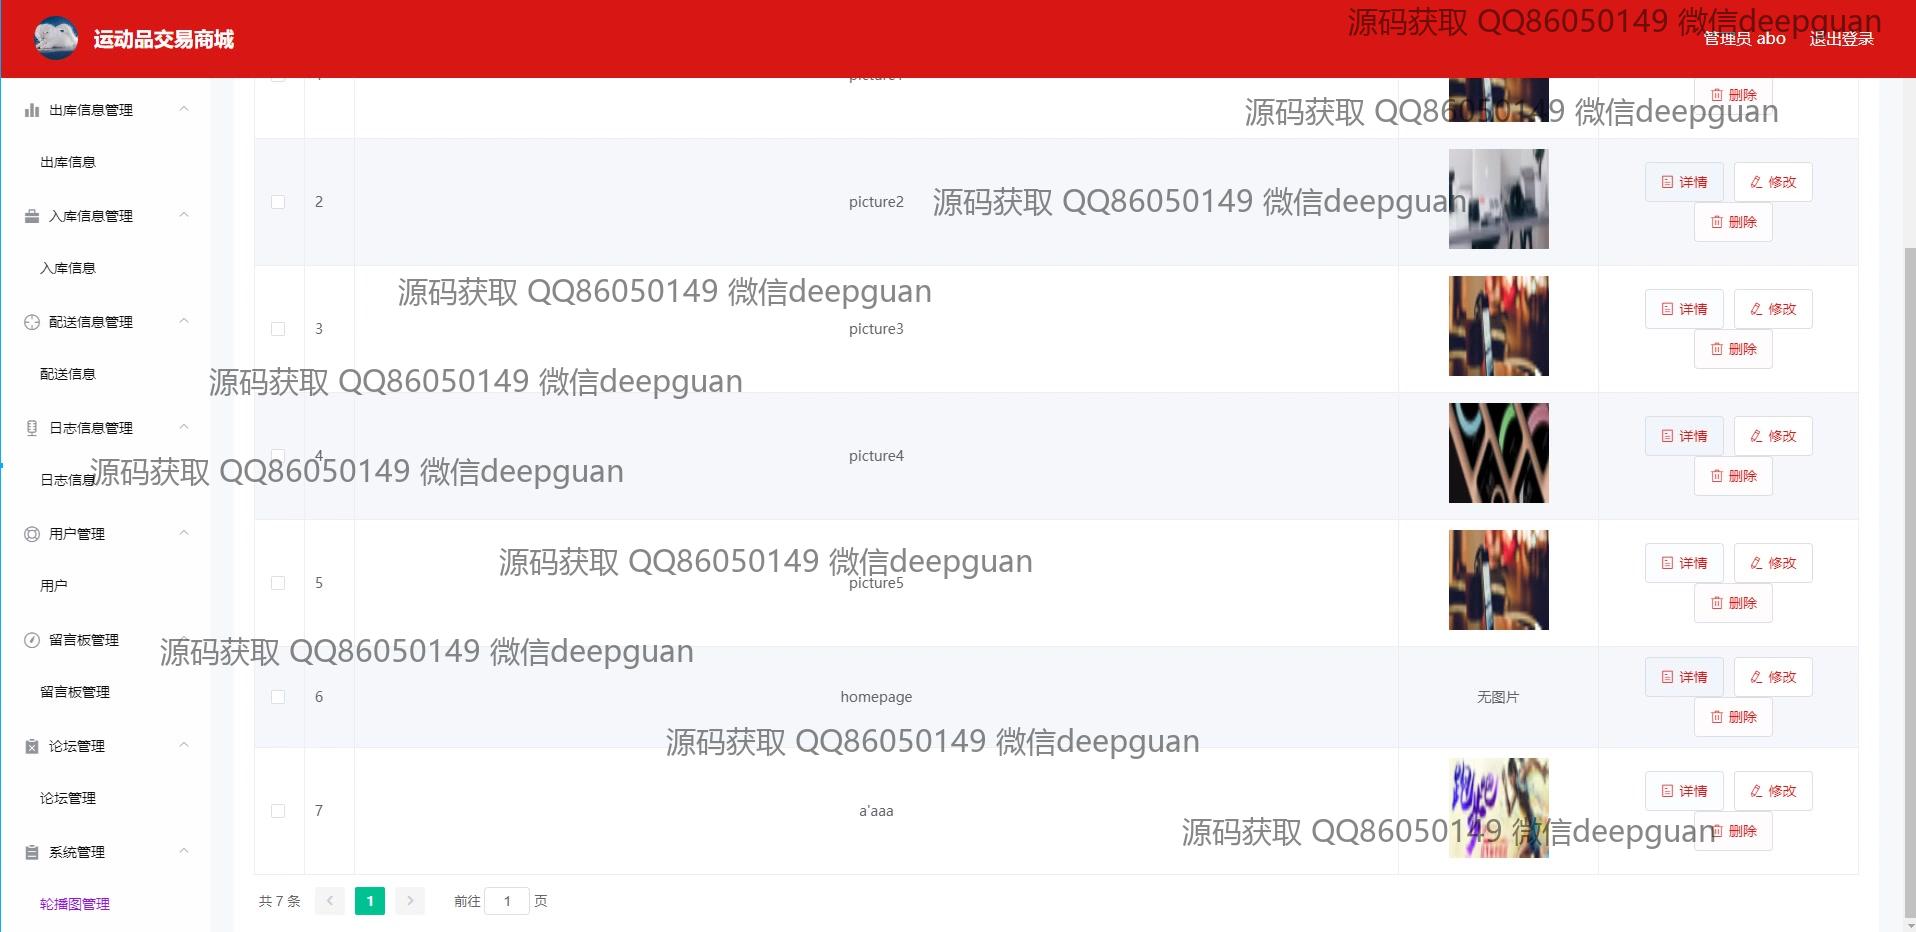 运动品交易商城
源码获取 QQ86050149 微信deepguan
管理员 abo 退出登录
出库信息管理
出库信息
入库信息管理
入库信息
配送信息管理
配送信息
日志信息管理
日志信息
用户管理
用户
留言板管理
留言板管理
论坛管理
论坛管理
系统管理
轮播图管理
1 picture1
删除
源码获取 QQ86050149 微信deepguan
2 picture2 详情 修改
删除
源码获取 QQ86050149 微信deepguan
源码获取 QQ86050149 微信deepguan
3 picture3 详情 修改
删除
源码获取 QQ86050149 微信deepguan
4 picture4 详情 修改
删除
源码获取 QQ86050149 微信deepguan
源码获取 QQ86050149 微信deepguan
5 picture5 详情 修改
删除
源码获取 QQ86050149 微信deepguan
6 homepage 无图片 详情 修改
删除
源码获取 QQ86050149 微信deepguan
7 a'aaa 详情 修改
删除
源码获取 QQ86050149 微信deepguan
共 7 条 1 前往 1 页